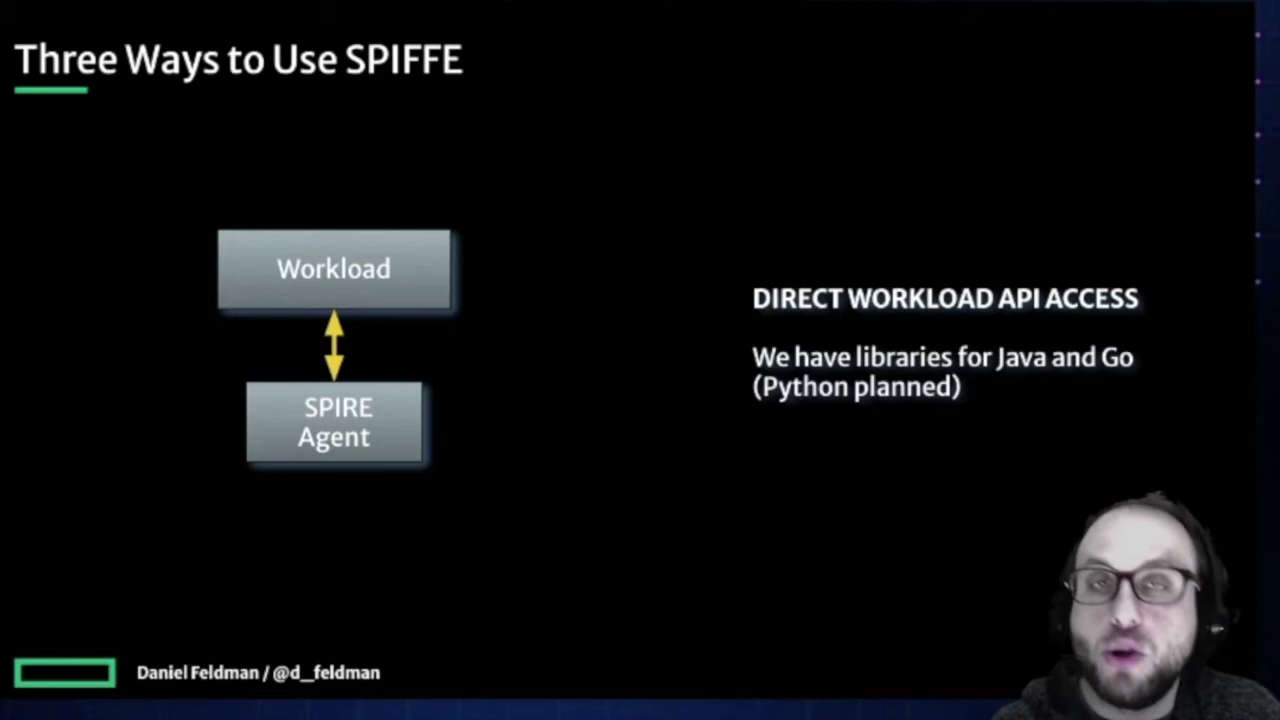 Three Ways to Use SPIFFE
Workload
SPIRE
Agent
DIRECT WORKLOAD API ACCESS
We have libraries for Java and Go
(Python planned)
Daniel Feldman / @d_feldman